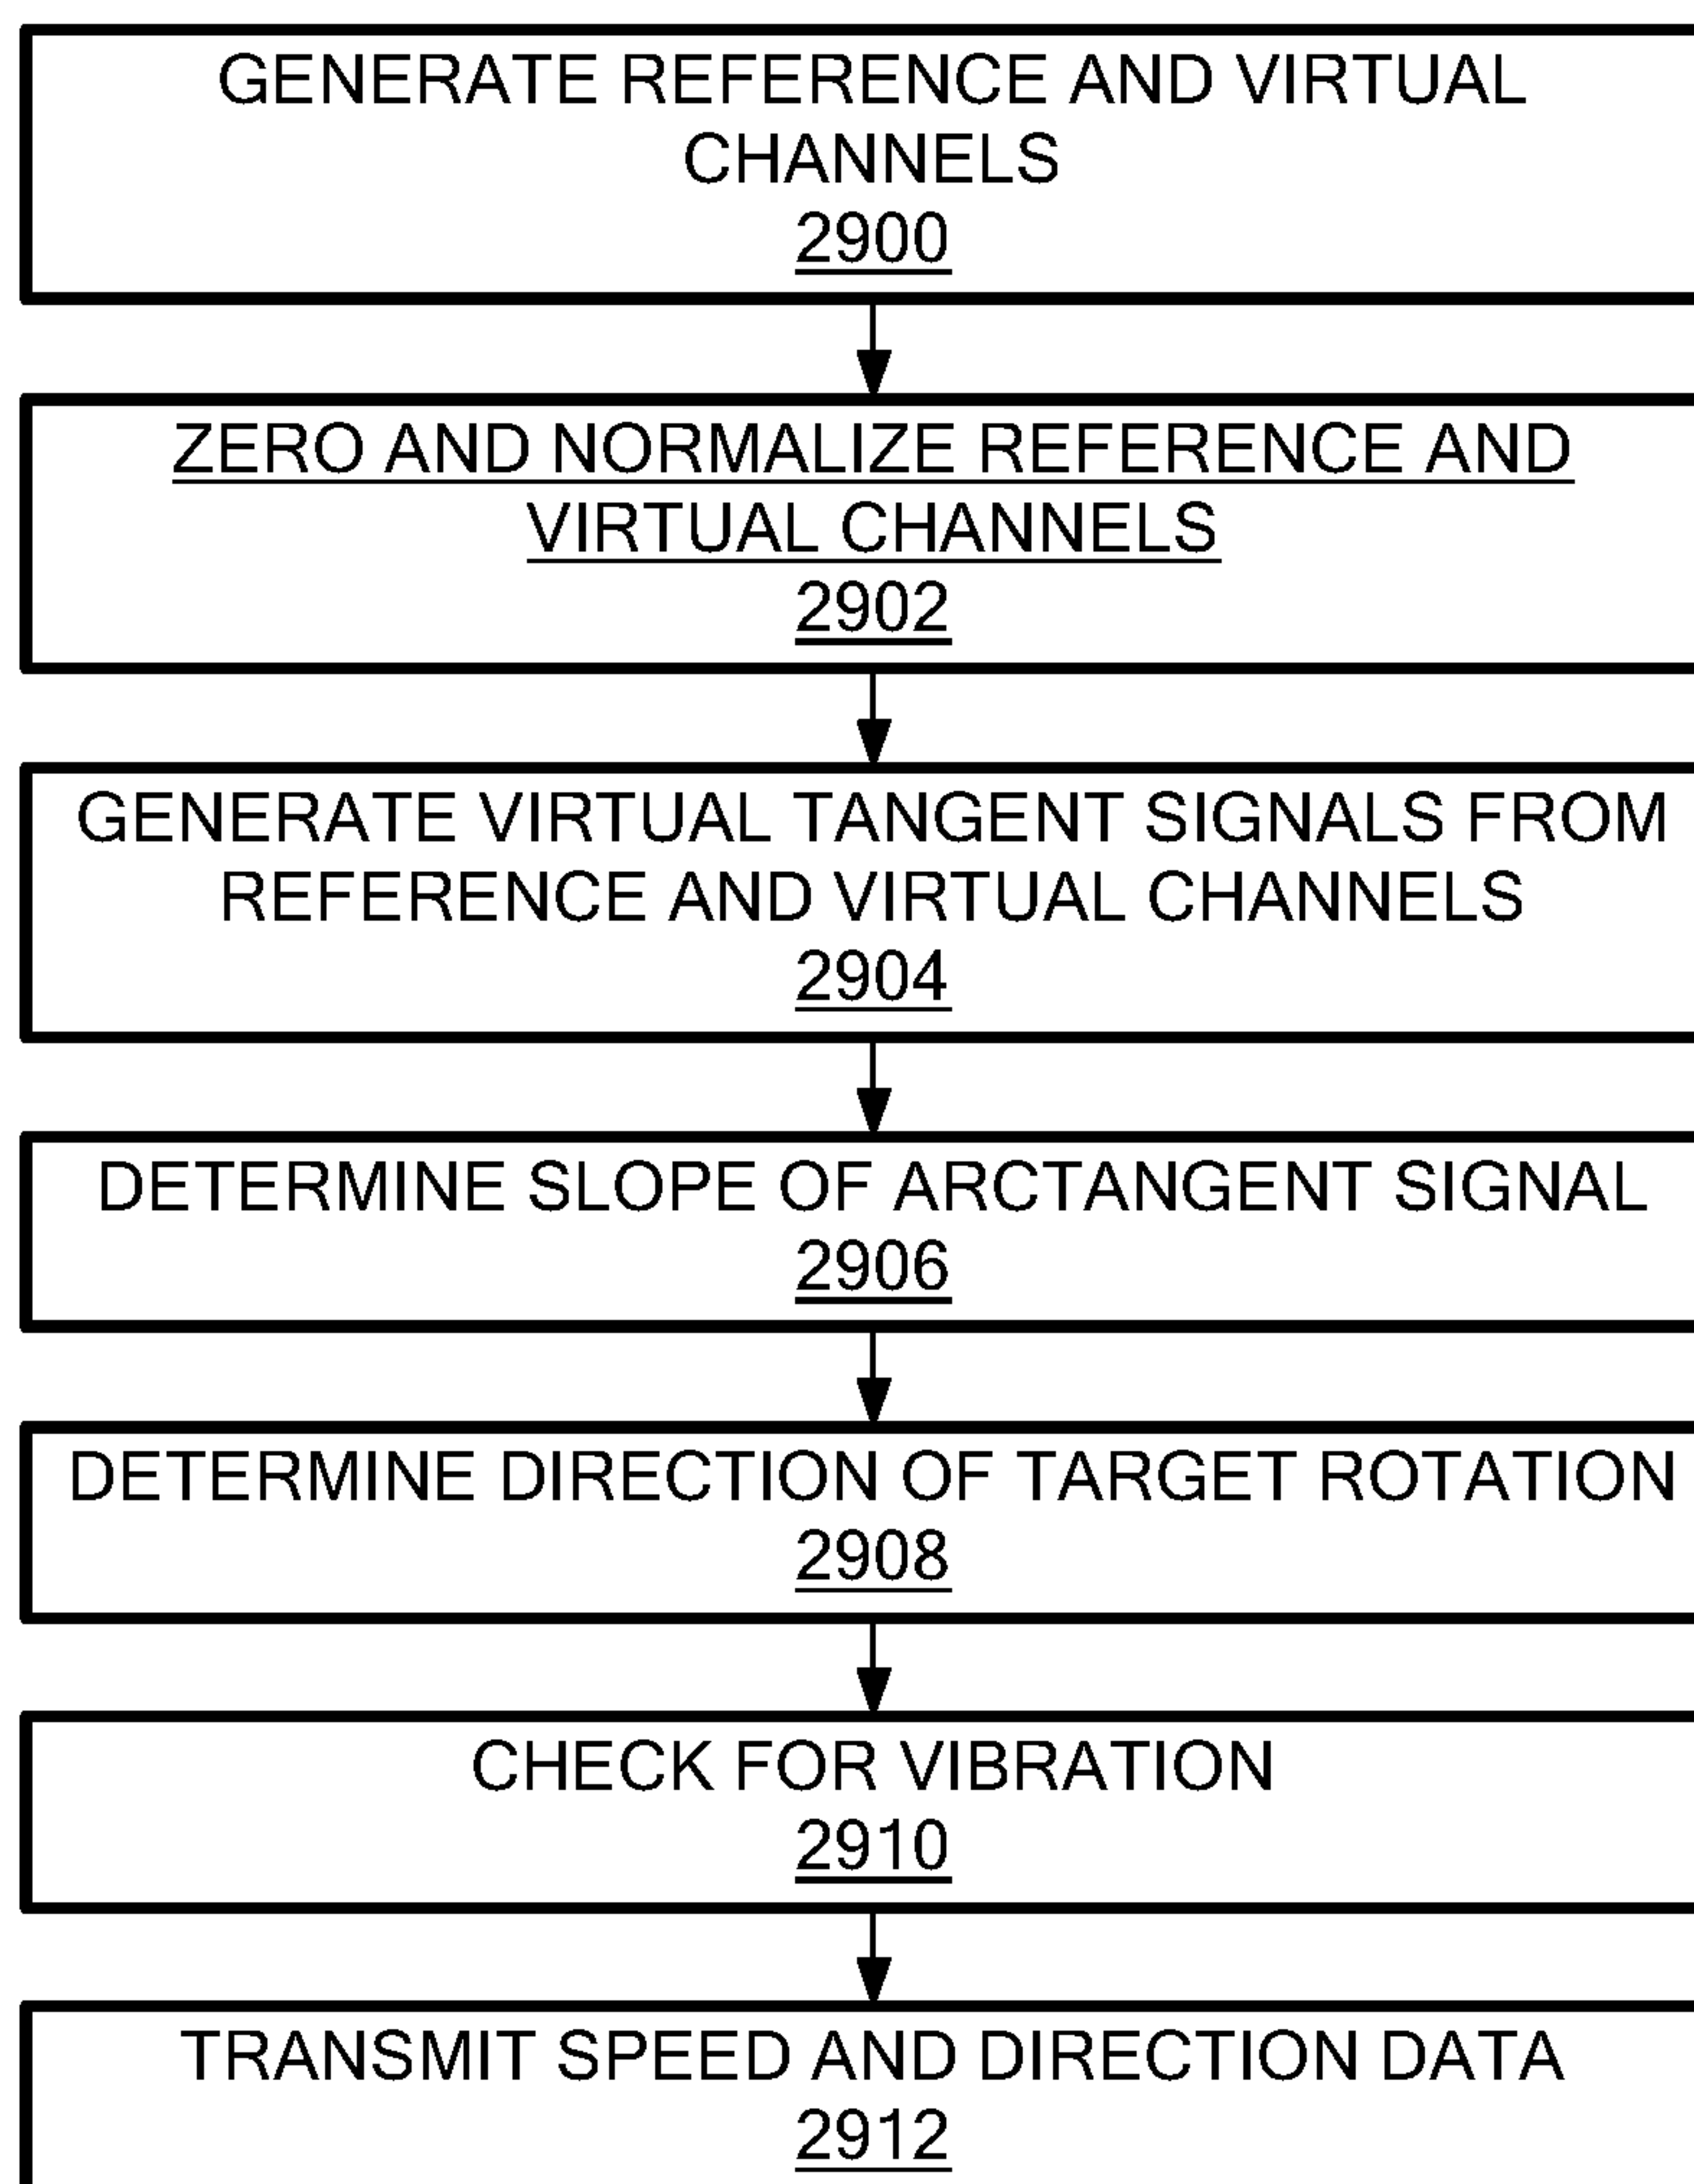 GENERATE REFERENCE AND VIRTUAL
CHANNELS
2900
ZERO AND NORMALIZE REFERENCE AND
VIRTUAL CHANNELS
2902
GENERATE VIRTUAL TANGENT SIGNALS FROM
REFERENCE AND VIRTUAL CHANNELS
2904
DETERMINE SLOPE OF ARCTANGENT SIGNAL
2906
DETERMINE DIRECTION OF TARGET ROTATION
2908
CHECK FOR VIBRATION
2910
TRANSMIT SPEED AND DIRECTION DATA
2912